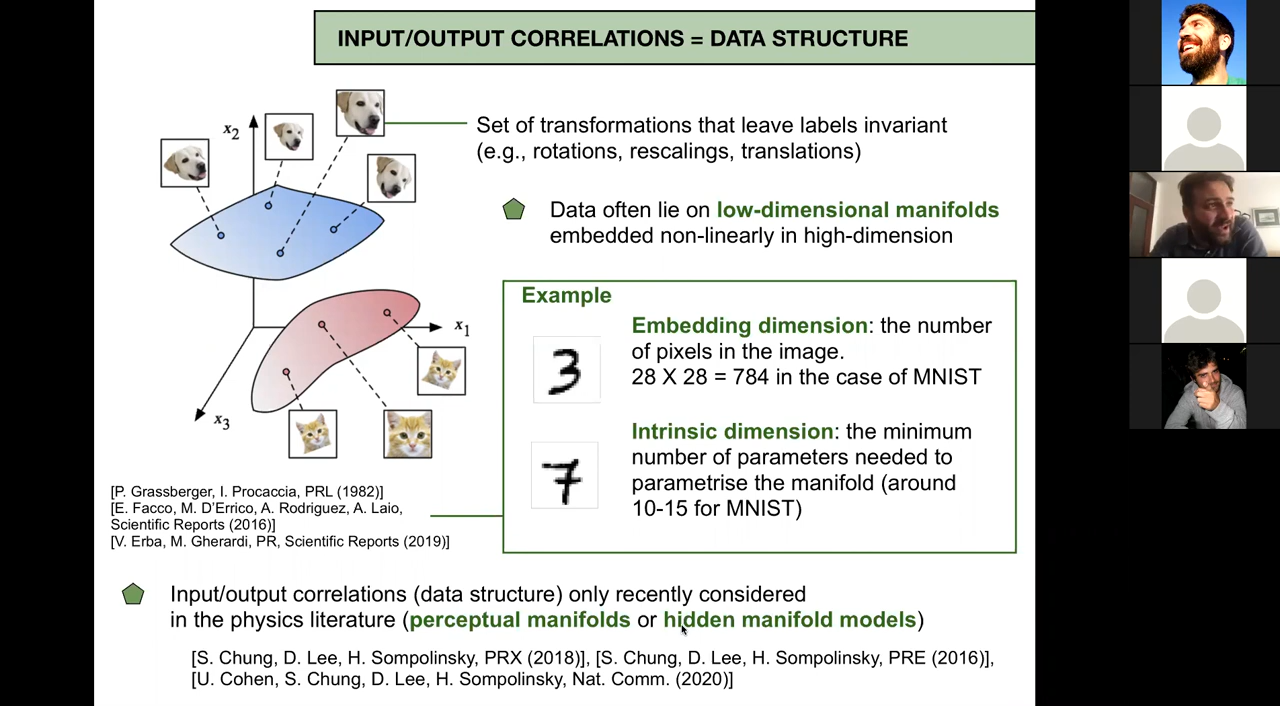 INPUT/OUTPUT CORRELATIONS = DATA STRUCTURE
x2
x1
x3
Set of transformations that leave labels invariant
(e.g., rotations, rescalings, translations)
Data often lie on low-dimensional manifolds
embedded non-linearly in high-dimension
Example
3
Embedding dimension: the number
of pixels in the image.
28 X 28 = 784 in the case of MNIST
7
Intrinsic dimension: the minimum
number of parameters needed to
parametrise the manifold (around
10-15 for MNIST)
[P. Grassberger, I. Procaccia, PRL (1982)]
[E. Facco, M. D'Errico, A. Rodriguez, A. Laio,
Scientific Reports (2016)]
[V. Erba, M. Gherardi, PR, Scientific Reports (2019)]
Input/output correlations (data structure) only recently considered
in the physics literature (perceptual manifolds or hidden manifold models)
[S. Chung, D. Lee, H. Sompolinsky, PRX (2018)], [S. Chung, D. Lee, H. Sompolinsky, PRE (2016)],
[U. Cohen, S. Chung, D. Lee, H. Sompolinsky, Nat. Comm. (2020)]